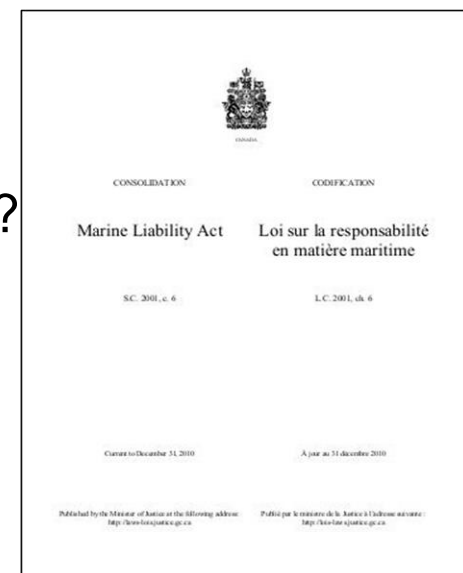 ?
CANADA
CONSOLIDATION
Marine Liability Act
S.C. 2001, c. 6
Current to December 31, 2010
Published by the Minister of Justice at the following address:
http://laws-lois.justice.gc.ca
CODIFICATION
Loi sur la responsabilité
en matière maritime
L.C. 2001, ch. 6
À jour au 31 décembre 2010
Publié par le ministre de la Justice à l'adresse suivante :
http://lois-laws.justice.gc.ca